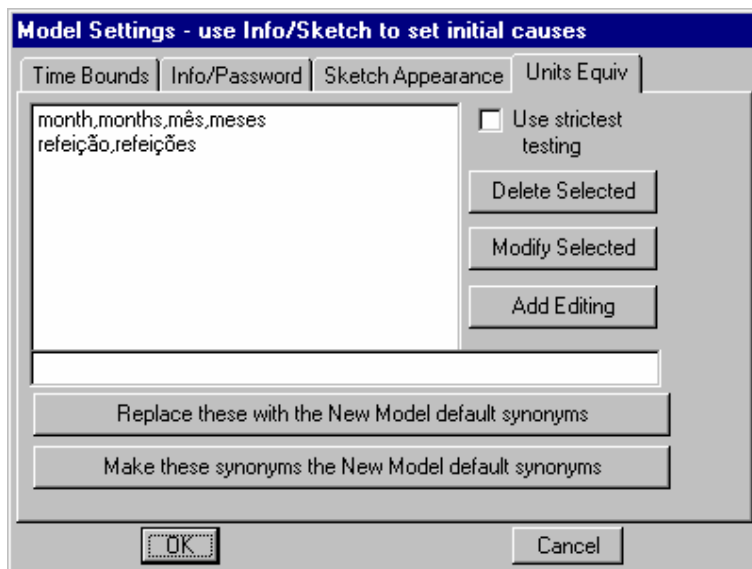 Model Settings - use Info/Sketch to set initial causes
Time Bounds Info/Password Sketch Appearance Units Equiv
month,months,mês,meses
refeição,refeições
Use strictest
testing
Delete Selected
Modify Selected
Add Editing
Replace these with the New Model default synonyms
Make these synonyms the New Model default synonyms
OK Cancel